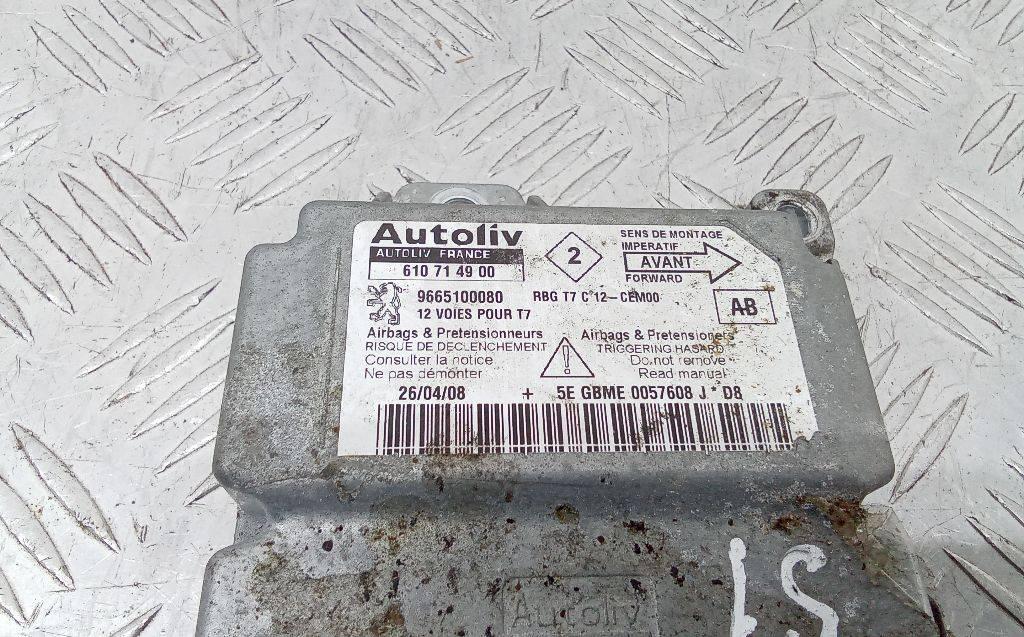 Autoliv
AUTOLIV FRANCE
610 71 49 00
2
SENS DE MONTAGE
IMPERATIF
AVANT
FORWARD
9665100080 RBG T7 C 12-CEM00
12 VOIES POUR T7
AB
Airbags & Pretensionneurs
RISQUE DE DECLENCHEMENT
Consulter la notice
Ne pas démonter
!
Airbags & Pretensioners
TRIGGERING HASARD
Do not remove
Read manual
26/04/08 + 5E GBME 0057608 J * D8
Autoliv
51